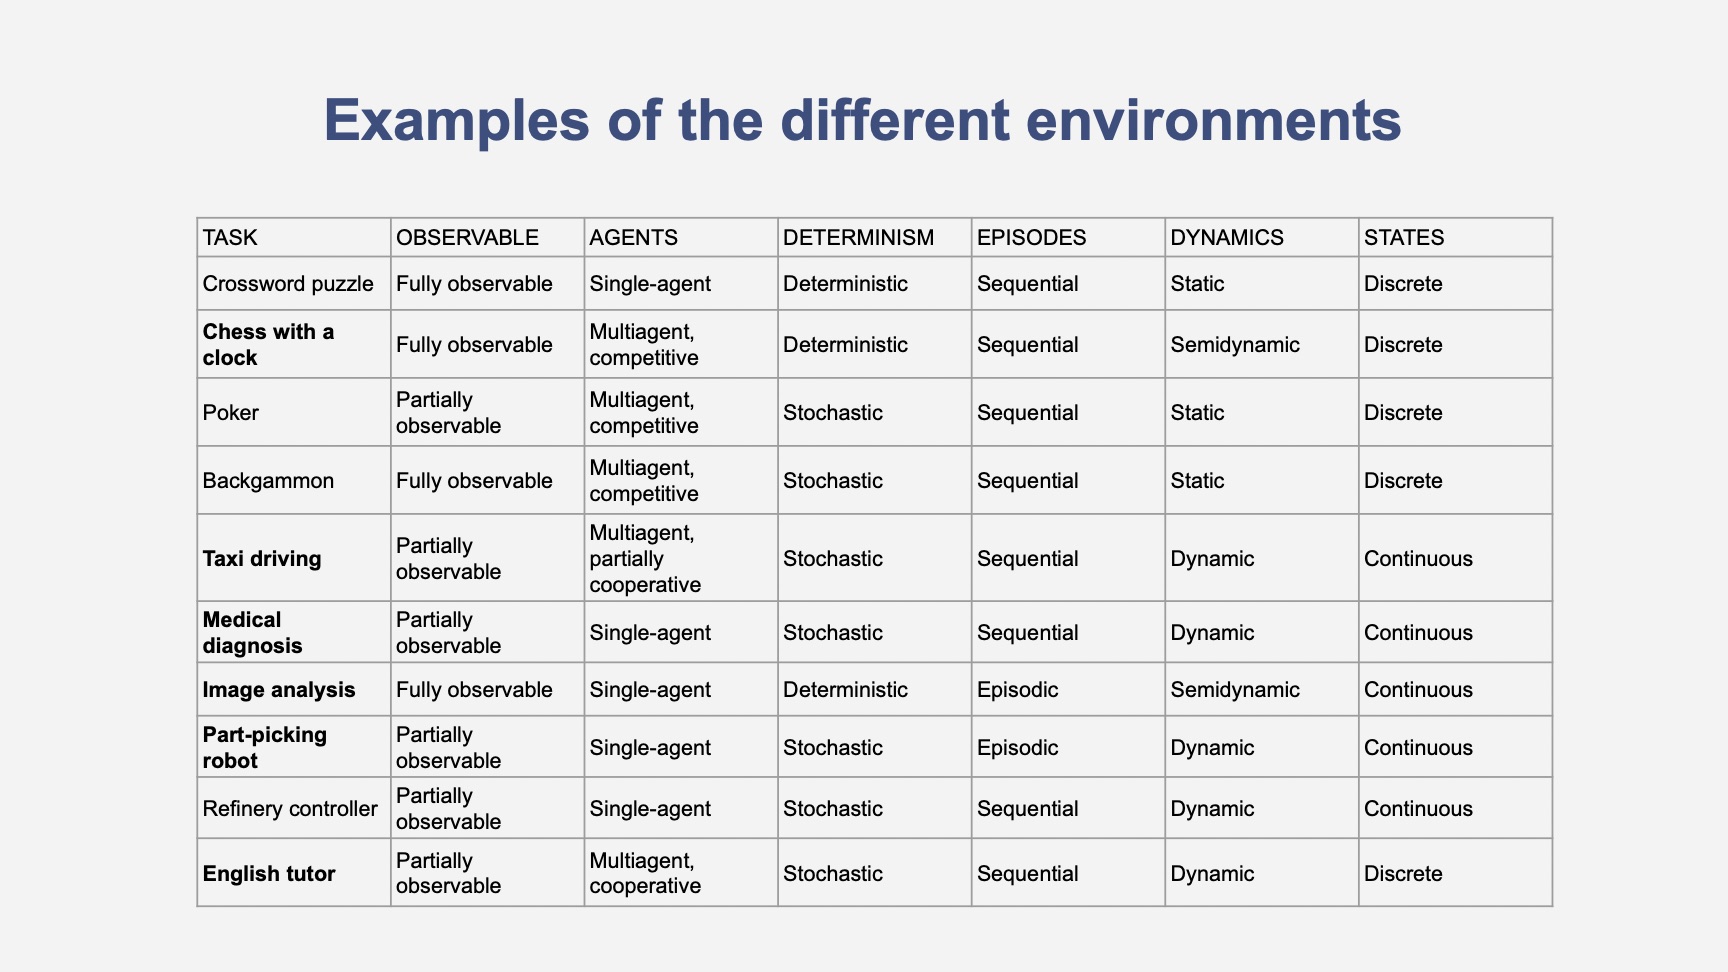 Examples of the different environments
TASK OBSERVABLE AGENTS DETERMINISM EPISODES DYNAMICS STATES
Crossword puzzle Fully observable Single-agent Deterministic Sequential Static Discrete
Chess with a clock Fully observable Multiagent, competitive Deterministic Sequential Semidynamic Discrete
Poker Partially observable Multiagent, competitive Stochastic Sequential Static Discrete
Backgammon Fully observable Multiagent, competitive Stochastic Sequential Static Discrete
Taxi driving Partially observable Multiagent, partially cooperative Stochastic Sequential Dynamic Continuous
Medical diagnosis Partially observable Single-agent Stochastic Sequential Dynamic Continuous
Image analysis Fully observable Single-agent Deterministic Episodic Semidynamic Continuous
Part-picking robot Partially observable Single-agent Stochastic Episodic Dynamic Continuous
Refinery controller Partially observable Single-agent Stochastic Sequential Dynamic Continuous
English tutor Partially observable Multiagent, cooperative Stochastic Sequential Dynamic Discrete